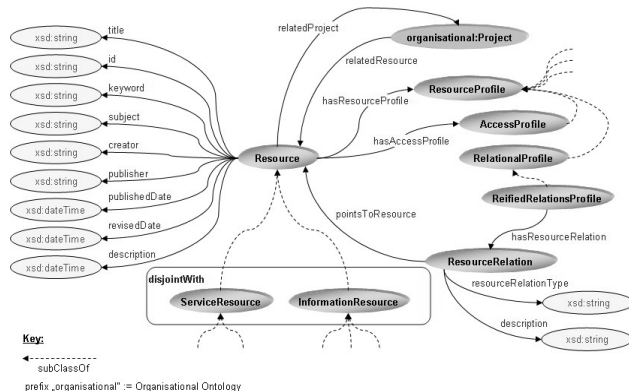 title
xsd:string
id
xsd:string
keyword
xsd:string
subject
xsd:string
creator
xsd:string
publisher
xsd:string
publishedDate
xsd:dateTime
revisedDate
xsd:dateTime
description
xsd:dateTime
relatedProject
organisational:Project
relatedResource
hasResourceProfile
ResourceProfile
hasAccessProfile
AccessProfile
Resource
RelationalProfile
ReifiedRelationsProfile
pointsToResource
hasResourceRelation
ResourceRelation
disjointWith
ServiceResource
InformationResource
resourceRelationType
xsd:string
description
xsd:string
Key:
subClassOf
prefix „organisational" := Organisational Ontology